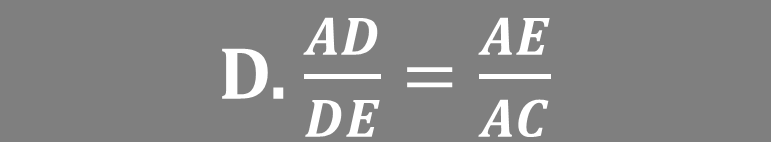 D. AD/DE = AE/AC